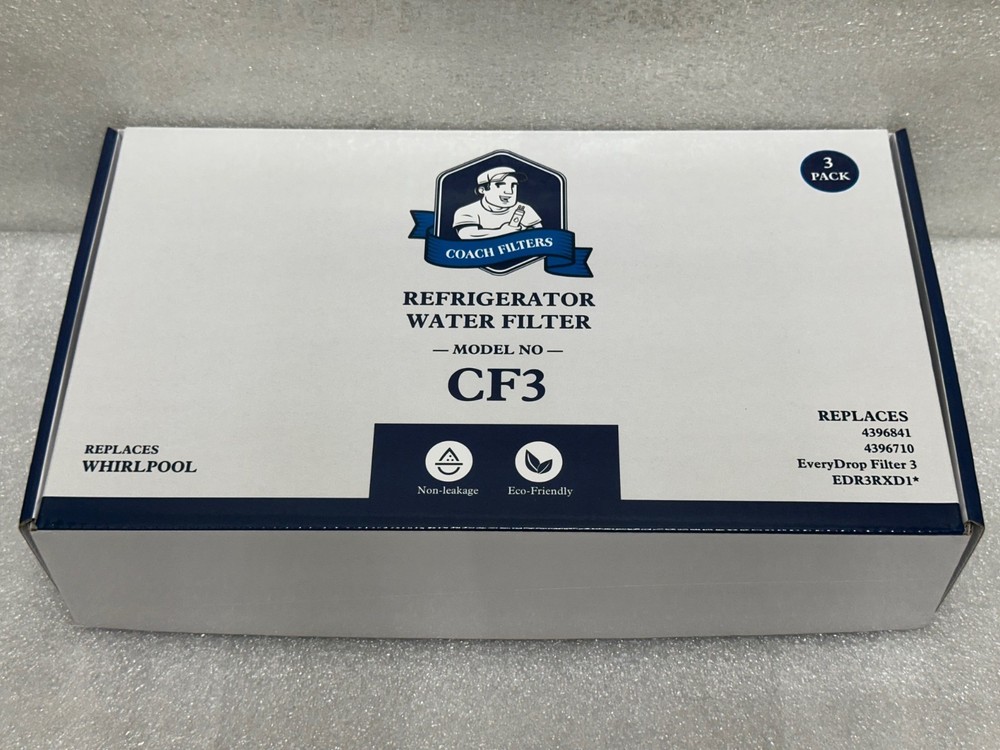 3
PACK
COACH FILTERS
REFRIGERATOR
WATER FILTER
— MODEL NO —
CF3
REPLACES
WHIRLPOOL
Non-leakage
Eco-Friendly
REPLACES
4396841
4396710
EveryDrop Filter 3
EDR3RXD1*